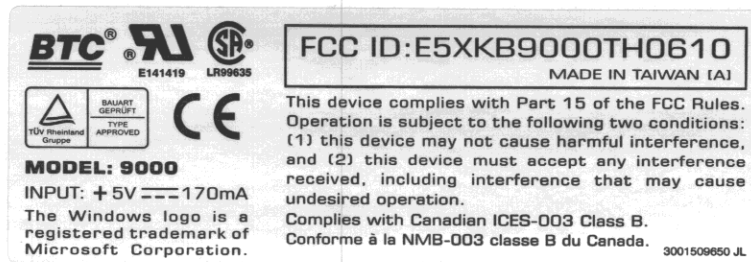 BTC®
®
®
E141419
LR99635
TÜV Rheinland
Gruppe
BAUART
GEPRÜFT
TYPE
APPROVED
CE
MODEL: 9000
INPUT: + 5V 170mA
The Windows logo is a
registered trademark of
Microsoft Corporation.
FCC ID:E5XKB9000TH0610
MADE IN TAIWAN (A)
This device complies with Part 15 of the FCC Rules.
Operation is subject to the following two conditions:
(1) this device may not cause harmful interference,
and (2) this device must accept any interference
received, including interference that may cause
undesired operation.
Complies with Canadian ICES-003 Class B.
Conforme à la NMB-003 classe B du Canada.
3001509650 JL